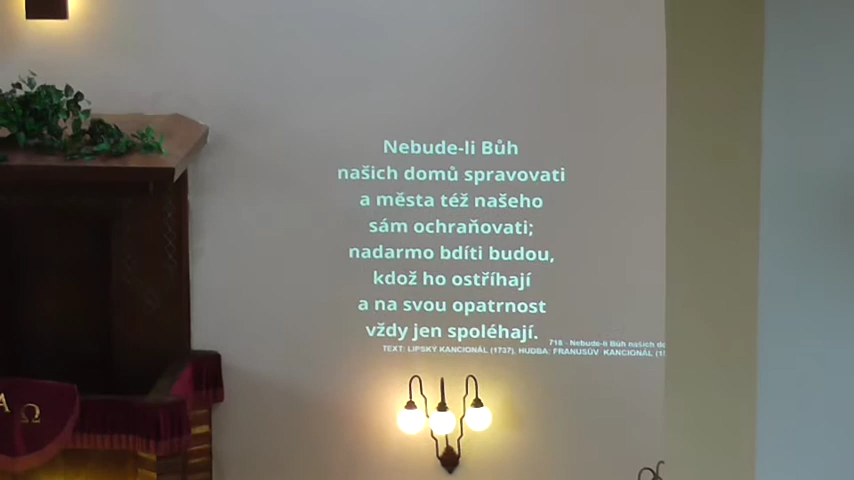 Nebude-li Bůh
našich domů spravovati
a města též našeho
sám ochraňovati;
nadarmo bdíti budou,
kdož ho ostříhají
a na svou opatrnost
vždy jen spoléhají.
718 - Nebude-li Bůh našich do
TEXT: LIPSKÝ KANCIONÁL (1737), HUDBA: FRANUSŮV KANCIONÁL
Α Ω